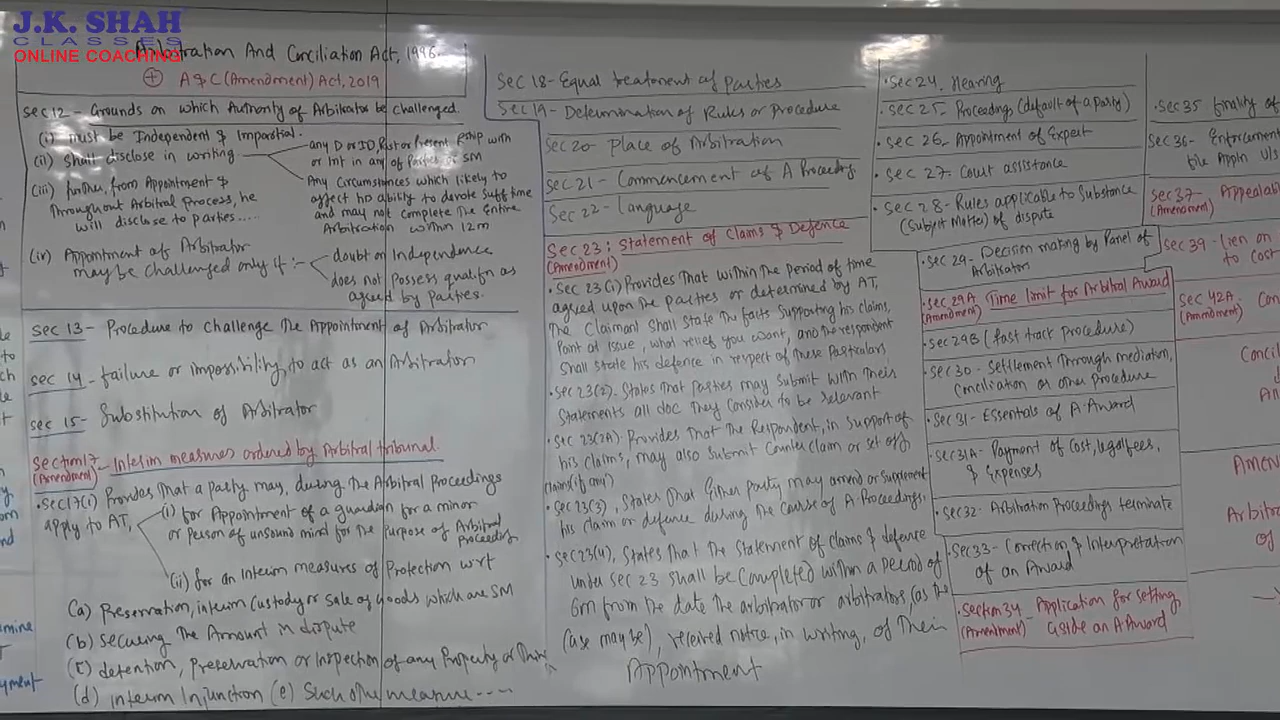 J.K. SHAH
CLASSES
ONLINE COACHING
Arbitration And Conciliation Act, 1996
+ A & C (Amendment) Act, 2019
Sec 12 - Grounds on which Authority of Arbitrator be challenged
(i) must be Independent & Impartial.
(ii) Shall disclose in writing
any D or ID, Past or Present R'ship with
or Int in any of Parties or SM
Any Circumstances which likely to
affect his ability to devote Suff time
and may not complete the Entire
Arbitration within 12m
(iii) further, from Appointment &
Throughout Arbitral Process, he
will disclose to parties.....
(iv) Appointment of Arbitrator
may be challenged only if :-
doubt on Independence
does not Possess qualifn as
agreed by parties.
Sec 13 - Procedure to challenge The Appointment of Arbitrator
Sec 14 - failure or impossibility, to act as an Arbitrator
Sec 15 - Substitution of Arbitrator
Section 17 - Interim measures ordered by Arbitral tribunal.
(Amendment)
• Sec 17(1) Provides That a party may, during the Arbitral Proceedings
apply to AT,
(i) for Appointment of a guardian for a minor
or person of unsound mind for the Purpose of Arbitral
Proceeding
(ii) for an Interim measures of Protection wrt
(a) Preservation, interim Custody or Sale of goods which are SM
(b) Securing The Amount in dispute
(c) detention, Preservation or Inspection of any Property or Thin
(d) interim Injunction (e) Such other measure ----
Sec 18 - Equal treatment of Parties
Sec 19 - Determination of Rules or Procedure
Sec 20 - Place of Arbitration
Sec 21 - Commencement of A Proceedg
Sec 22 - language
Sec 23 : Statement of Claims & Defence
(Amendment)
• Sec 23(1) Provides That within the period of time
agreed upon the parties or determined by AT,
The Claimant Shall State the facts Supporting his claims,
Point at issue, what relief you want, and the respondent
Shall state his defence in respect of These Particulars
• Sec 23(2). States That Parties may Submit with Their
Statements all doc They Consider to be relevant
• Sec 23(2A) Provides That the Respondent, in Support of
his claims, may also Submit Counter claim or Set off
(claims if any)
• Sec 23(3), States that Either Party may amend or Supplement
his claim or defence during the Course of A. Proceedings.
• Sec 23(4), States That the Statement of claims & defence
under Sec 23 Shall be Completed within a period of
6m from the date the arbitrator or arbitrators, (as the
Case may be), received notice, in writing, of Their
Appointment
• Sec 24. Hearing
• Sec 25. Proceedings (default of a party)
• Sec 26. Appointment of Expert
• Sec 27. Court assistance
• Sec 28 - Rules applicable to Substance
(Subject Matter) of dispute
• Sec 29 - Decision making by Panel of
Arbitrators
• Sec 29A Time limit for Arbitral Award
(Amendment)
• Sec 29B (fast tract procedure)
• Sec 30 - Settlement Through mediation,
Conciliation or other Procedure
• Sec 31 - Essentials of A. Award
• Sec 31A - Payment of Cost, legal fees,
& Expenses
• Sec 32 - Arbitration Proceedings terminate
• Sec 33 - Correction & Interpretation
of an Award
• Section 34 - Application for Setting
(Amendment) aside an A Award
• Sec 35 finality of
Sec 36 - Enforcement
file Appln u/s
Sec 37 - Appealabl
(Amendment)
Sec 39 - lien on
to Cost
Sec 42A
(Amendment)
Concil
Amen
Arbitra
of